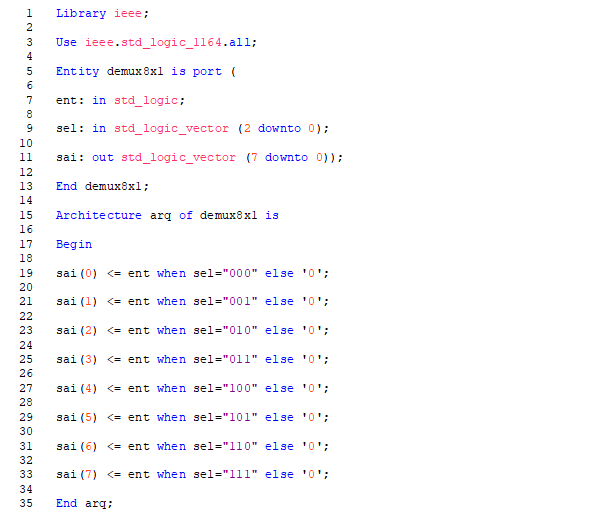 1 Library ieee;
2
3 Use ieee.std_logic_1164.all;
4
5 Entity demux8x1 is port (
6
7 ent: in std_logic;
8
9 sel: in std_logic_vector (2 downto 0);
10
11 sai: out std_logic_vector (7 downto 0));
12
13 End demux8x1;
14
15 Architecture arq of demux8x1 is
16
17 Begin
18
19 sai(0) <= ent when sel="000" else '0';
20
21 sai(1) <= ent when sel="001" else '0';
22
23 sai(2) <= ent when sel="010" else '0';
24
25 sai(3) <= ent when sel="011" else '0';
26
27 sai(4) <= ent when sel="100" else '0';
28
29 sai(5) <= ent when sel="101" else '0';
30
31 sai(6) <= ent when sel="110" else '0';
32
33 sai(7) <= ent when sel="111" else '0';
34
35 End arq;